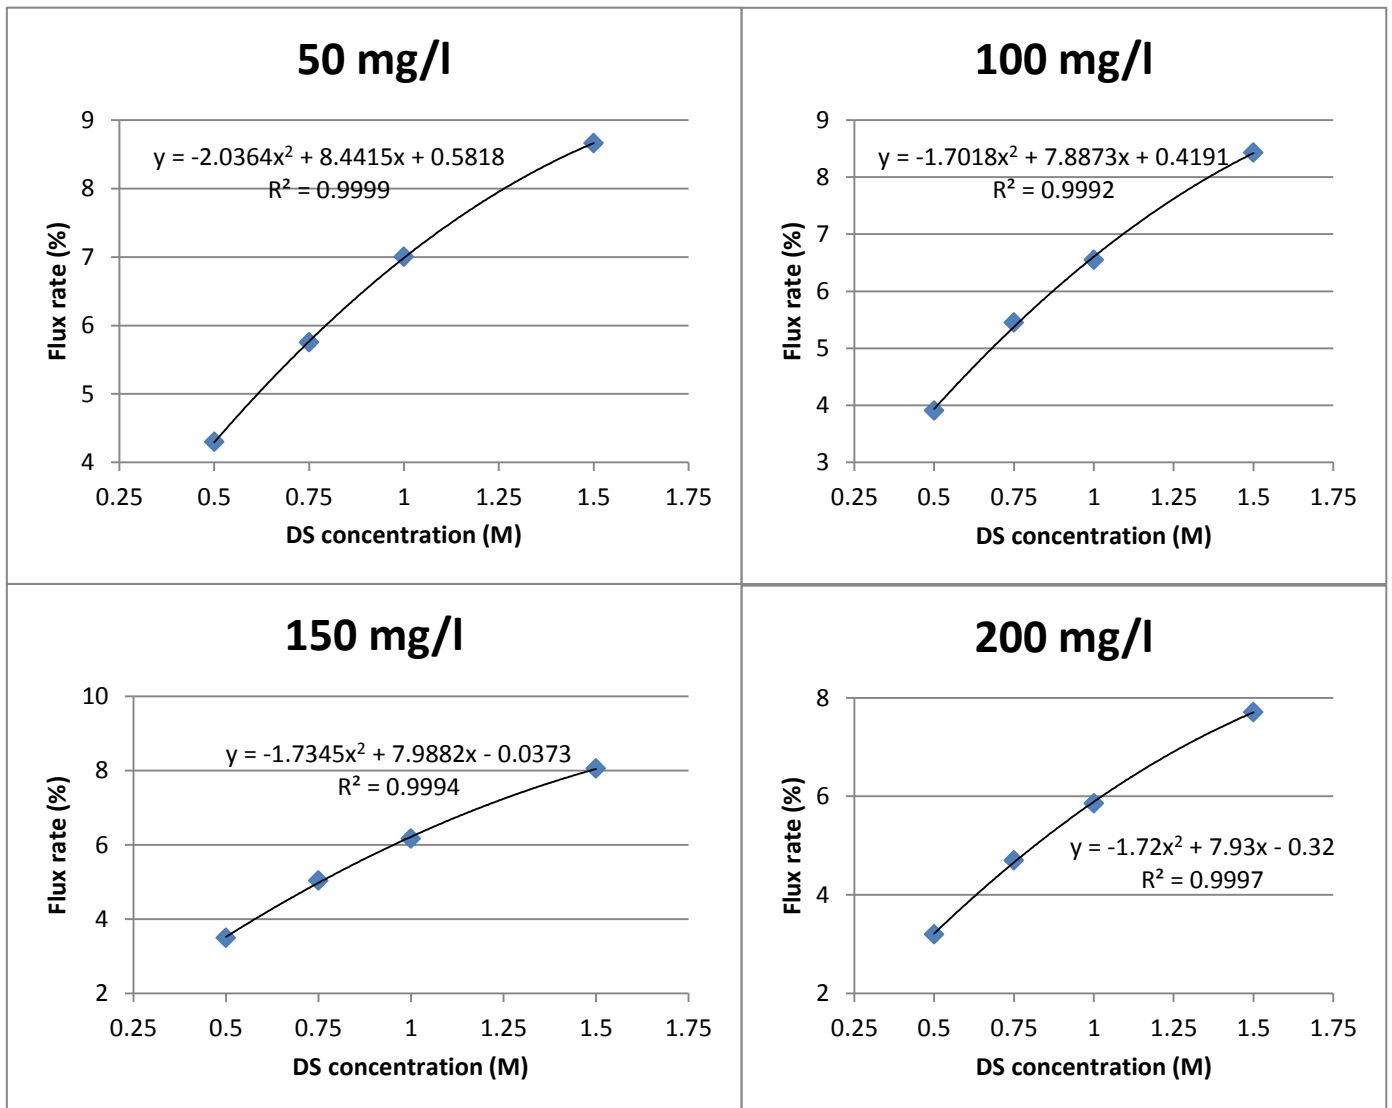 50 mg/l
9
8
7
6
5
4
y = -2.0364x² + 8.4415x + 0.5818
R² = 0.9999
Flux rate (%)
0.25 0.5 0.75 1 1.25 1.5 1.75
DS concentration (M)
100 mg/l
9
8
7
6
5
4
3
y = -1.7018x² + 7.8873x + 0.4191
R² = 0.9992
Flux rate (%)
0.25 0.5 0.75 1 1.25 1.5 1.75
DS concentration (M)
150 mg/l
10
8
6
4
2
y = -1.7345x² + 7.9882x - 0.0373
R² = 0.9994
Flux rate (%)
0.25 0.5 0.75 1 1.25 1.5 1.75
DS concentration (M)
200 mg/l
8
6
4
2
y = -1.72x² + 7.93x - 0.32
R² = 0.9997
Flux rate (%)
0.25 0.5 0.75 1 1.25 1.5 1.75
DS concentration (M)